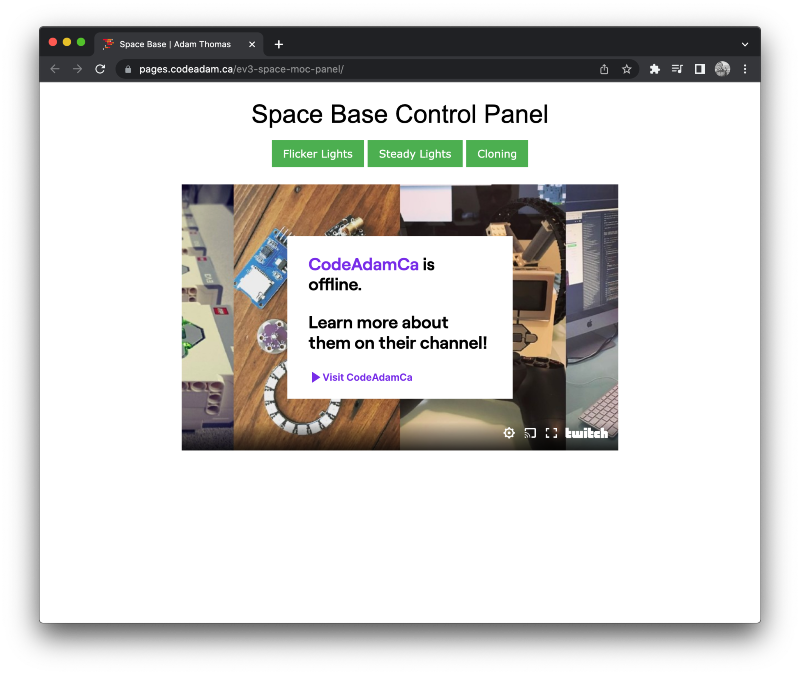 Space Base | Adam Thomas
pages.codeadam.ca/ev3-space-moc-panel/
Space Base Control Panel
Flicker Lights
Steady Lights
Cloning
CodeAdamCa is
offline.
Learn more about
them on their channel!
Visit CodeAdamCa
twitch